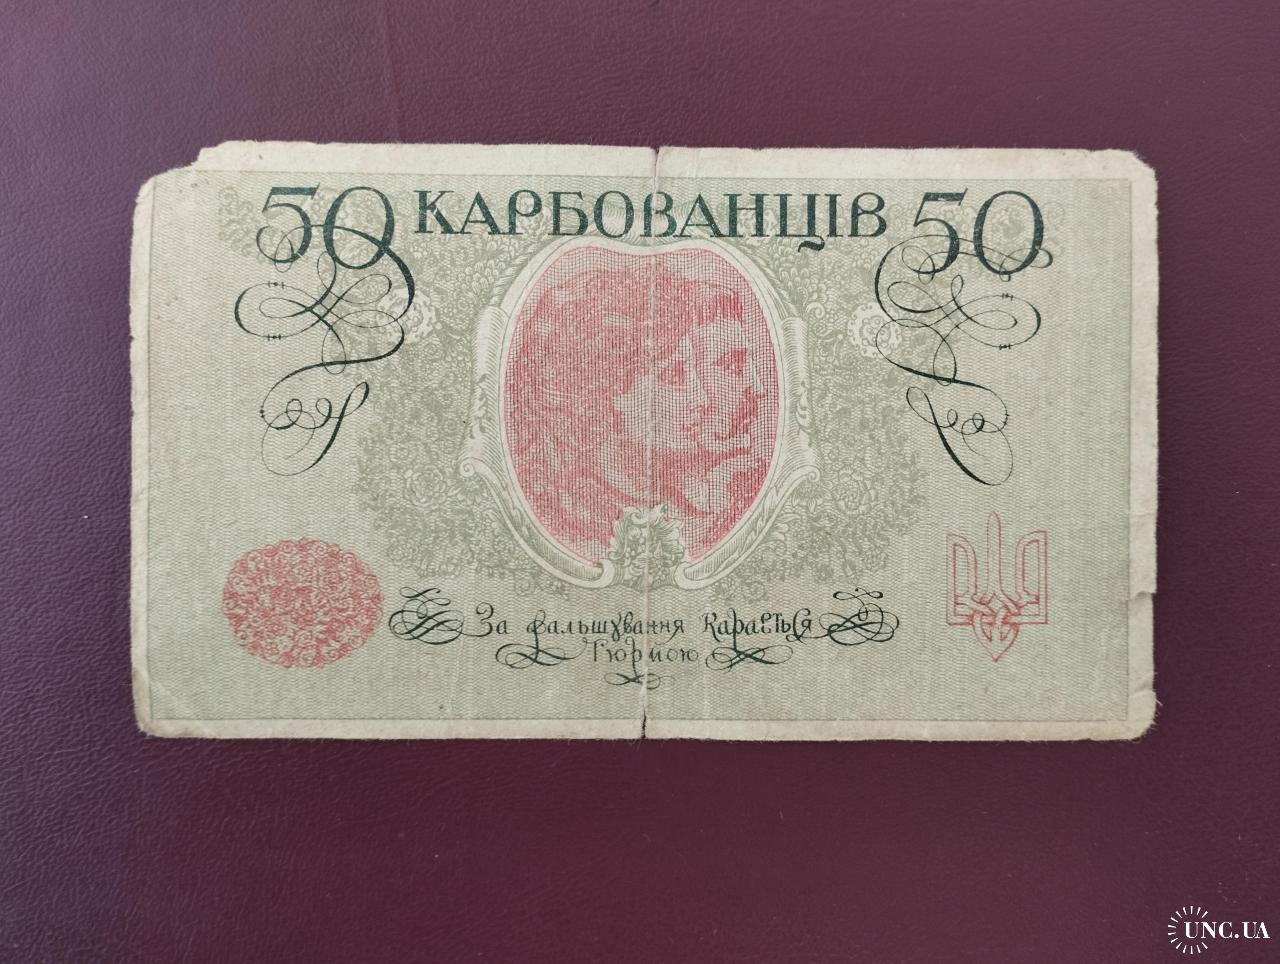 50 КАРБОВАНЦІВ 50
За фальшування Карається
Тюрмою
UNC.UA